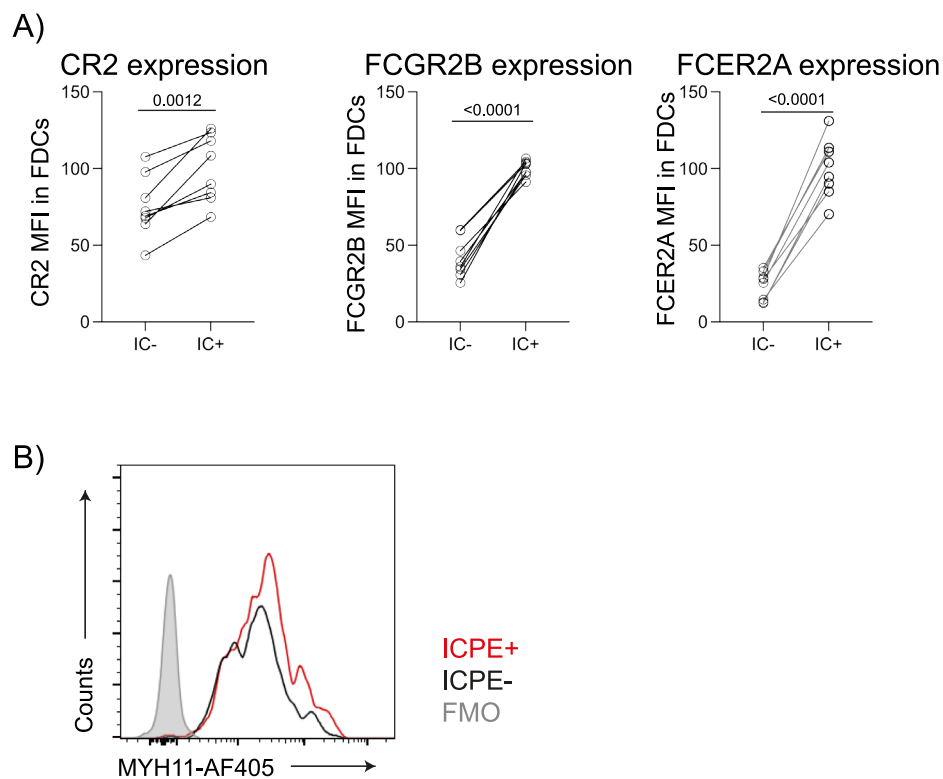 A)
CR2 expression
FCGR2B expression
FCER2A expression
0.0012
<0.0001
<0.0001
CR2 MFI in FDCs
150
100
50
0
IC-
IC+
FCGR2B MFI in FDCs
150
100
50
0
IC-
IC+
FCER2A MFI in FDCs
150
100
50
0
IC-
IC+
B)
Counts
MYH11-AF405
ICPE+
ICPE-
FMO